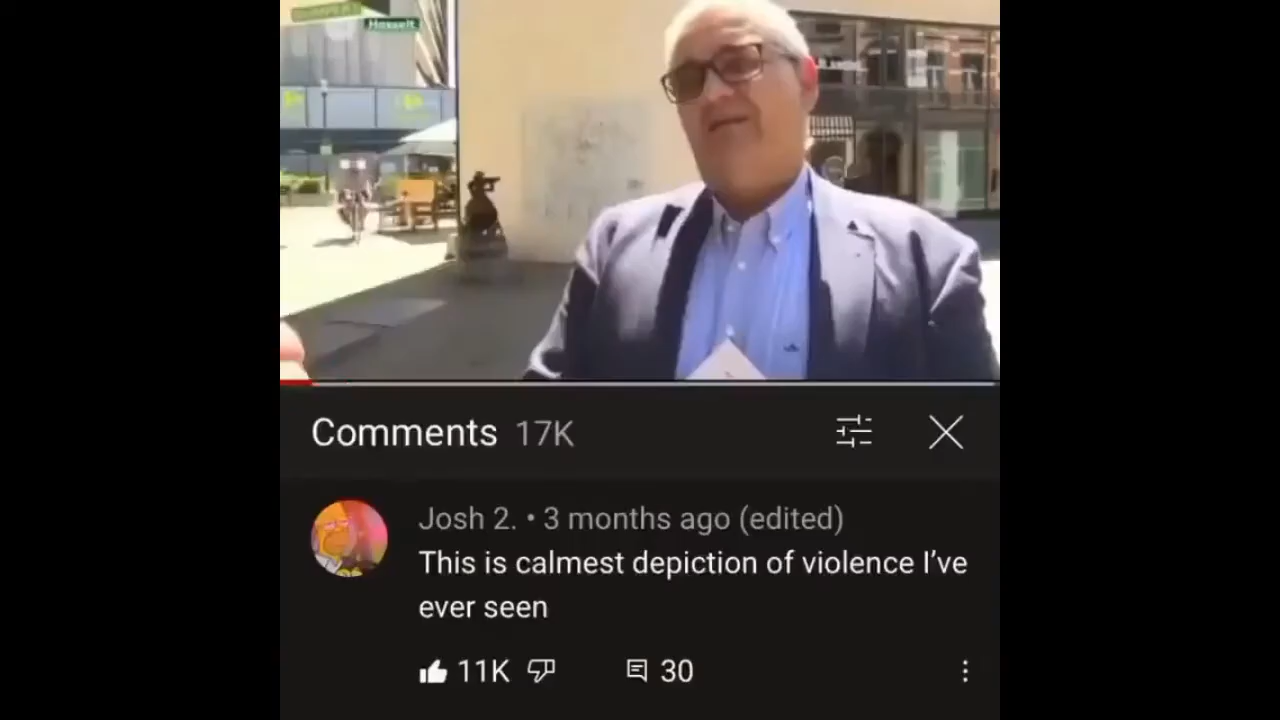 Hasselt
Comments 17K
Josh 2. • 3 months ago (edited)
This is calmest depiction of violence I've
ever seen
11K 30